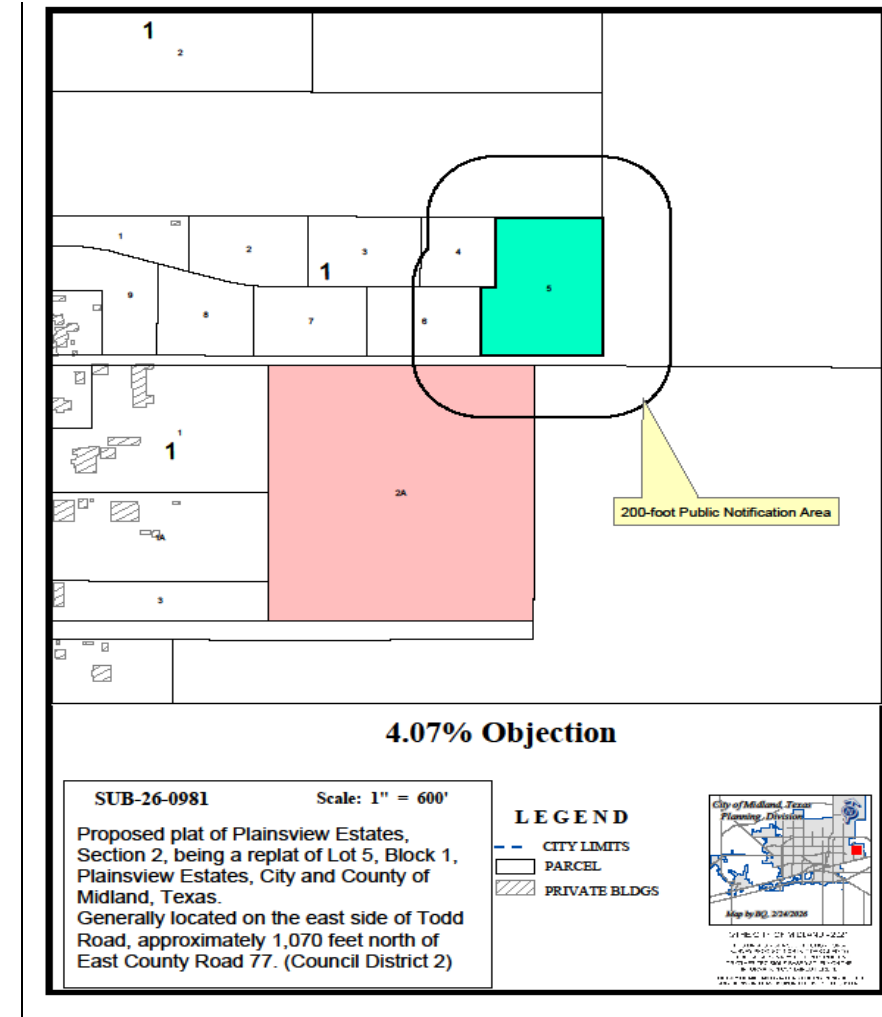 1
2
1
2
3
4
1
5
9
8
7
6
1
1
2A
1A
3
200-foot Public Notification Area
4.07% Objection
SUB-26-0981 Scale: 1" = 600'
Proposed plat of Plainsview Estates,
Section 2, being a replat of Lot 5, Block 1,
Plainsview Estates, City and County of
Midland, Texas.
Generally located on the east side of Todd
Road, approximately 1,070 feet north of
East County Road 77. (Council District 2)
LEGEND
CITY LIMITS
PARCEL
PRIVATE BLDGS
City of Midland, Texas
Planning Division
Map by BQ, 2/24/2026